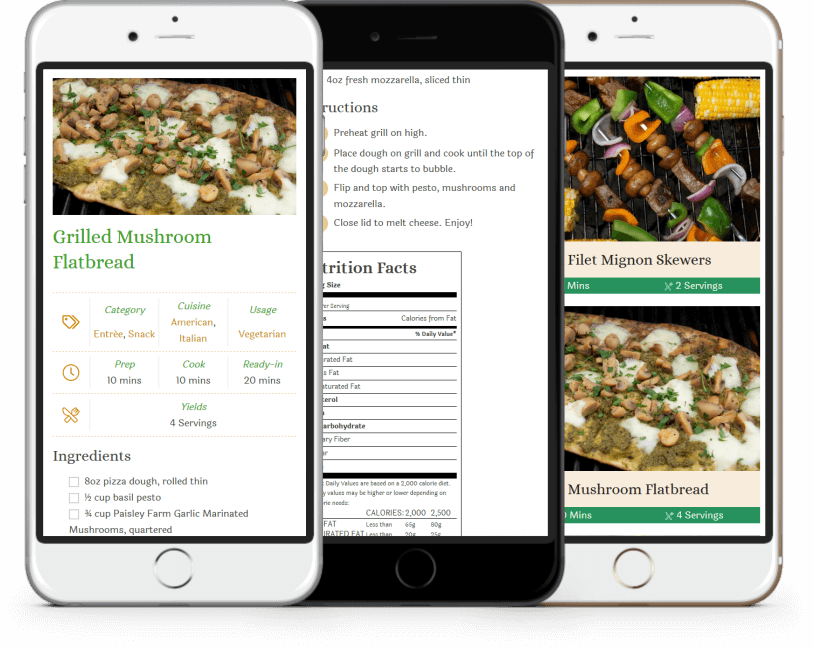 Grilled Mushroom
Flatbread
Category
Entrèe, Snack
Cuisine
American,
Italian
Usage
Vegetarian
Prep
10 mins
Cook
10 mins
Ready-in
20 mins
Yields
4 Servings
Ingredients
8oz pizza dough, rolled thin
½ cup basil pesto
¾ cup Paisley Farm Garlic Marinated
Mushrooms, quartered
4oz fresh mozzarella, sliced thin
ructions
Preheat grill on high.
Place dough on grill and cook until the top of
the dough starts to bubble.
Flip and top with pesto, mushrooms and
mozzarella.
Close lid to melt cheese. Enjoy!
trition Facts
g Size
er Serving
s Calories from Fat
% Daily Value*
at
rated Fat
s Fat
aturated Fat
erol
arbohydrate
ary Fiber
ar
Daily Values are based on a 2,000 calorie diet.
y values may be higher or lower depending on
rie needs:
CALORIES: 2,000 2,500
FAT Less than 65g 80g
URATED FAT Less than 20g 25g
Filet Mignon Skewers
Mins 2 Servings
Mushroom Flatbread
0 Mins 4 Servings